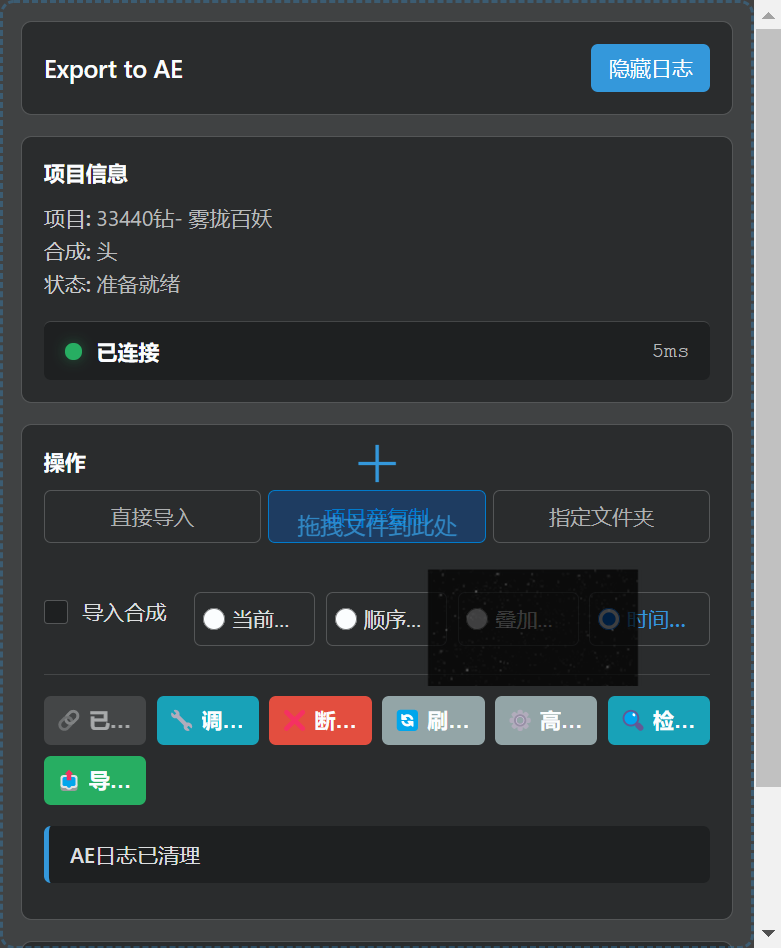 Export to AE
隐藏日志
项目信息
项目: 33440钻- 雾拢百妖
合成: 头
状态: 准备就绪
已连接
5ms
操作
直接导入
项目旁复制
拖拽文件到此处
指定文件夹
导入合成
当前...
顺序...
叠加...
时间...
已...
调...
断...
刷...
高...
检...
导...
AE日志已清理